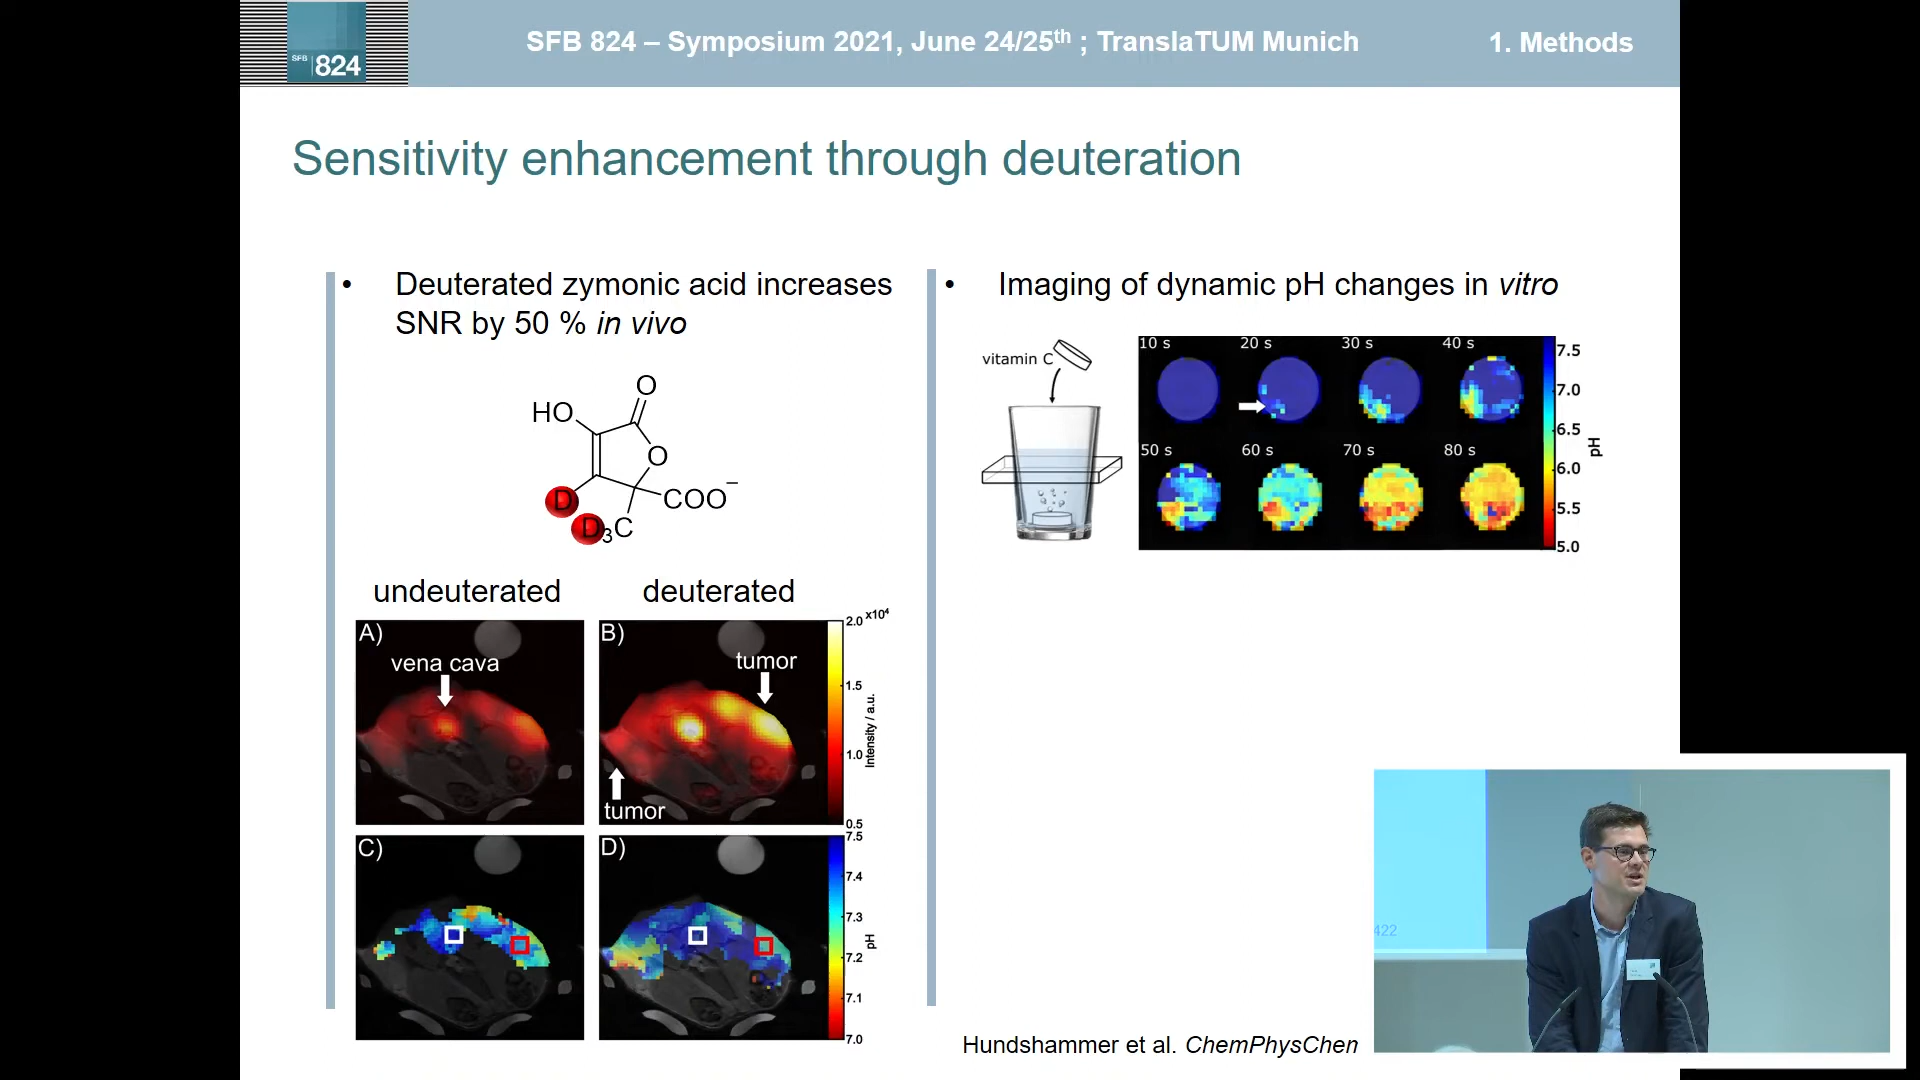 SFB 824
SFB 824 – Symposium 2021, June 24/25th ; TranslaTUM Munich
1. Methods
Sensitivity enhancement through deuteration
• Deuterated zymonic acid increases
SNR by 50 % in vivo
O
HO
O
D
COO⁻
D₃C
undeuterated
deuterated
A)
vena cava
B)
tumor
tumor
2.0 x10⁴
1.5
1.0
0.5
Intensity / a.u.
C)
D)
7.5
7.4
7.3
7.2
7.1
7.0
pH
• Imaging of dynamic pH changes in vitro
vitamin C
10 s
20 s
30 s
40 s
50 s
60 s
70 s
80 s
7.5
7.0
6.5
6.0
5.5
5.0
pH
Hundshammer et al. ChemPhysChen
422